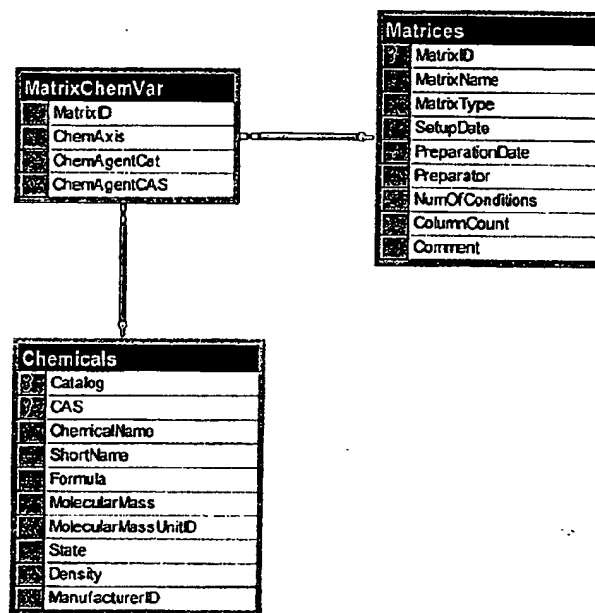 Matrices
MatrixID
MatrixName
MatrixType
SetupDate
PreparationDate
Preparator
NumOfConditions
ColumnCount
Comment
MatrixChemVar
MatrixID
ChemAxis
ChemAgentCat
ChemAgentCAS
Chemicals
Catalog
CAS
ChemicalName
ShortName
Formula
MolecularMass
MolecularMassUnitID
State
Density
ManufacturerID